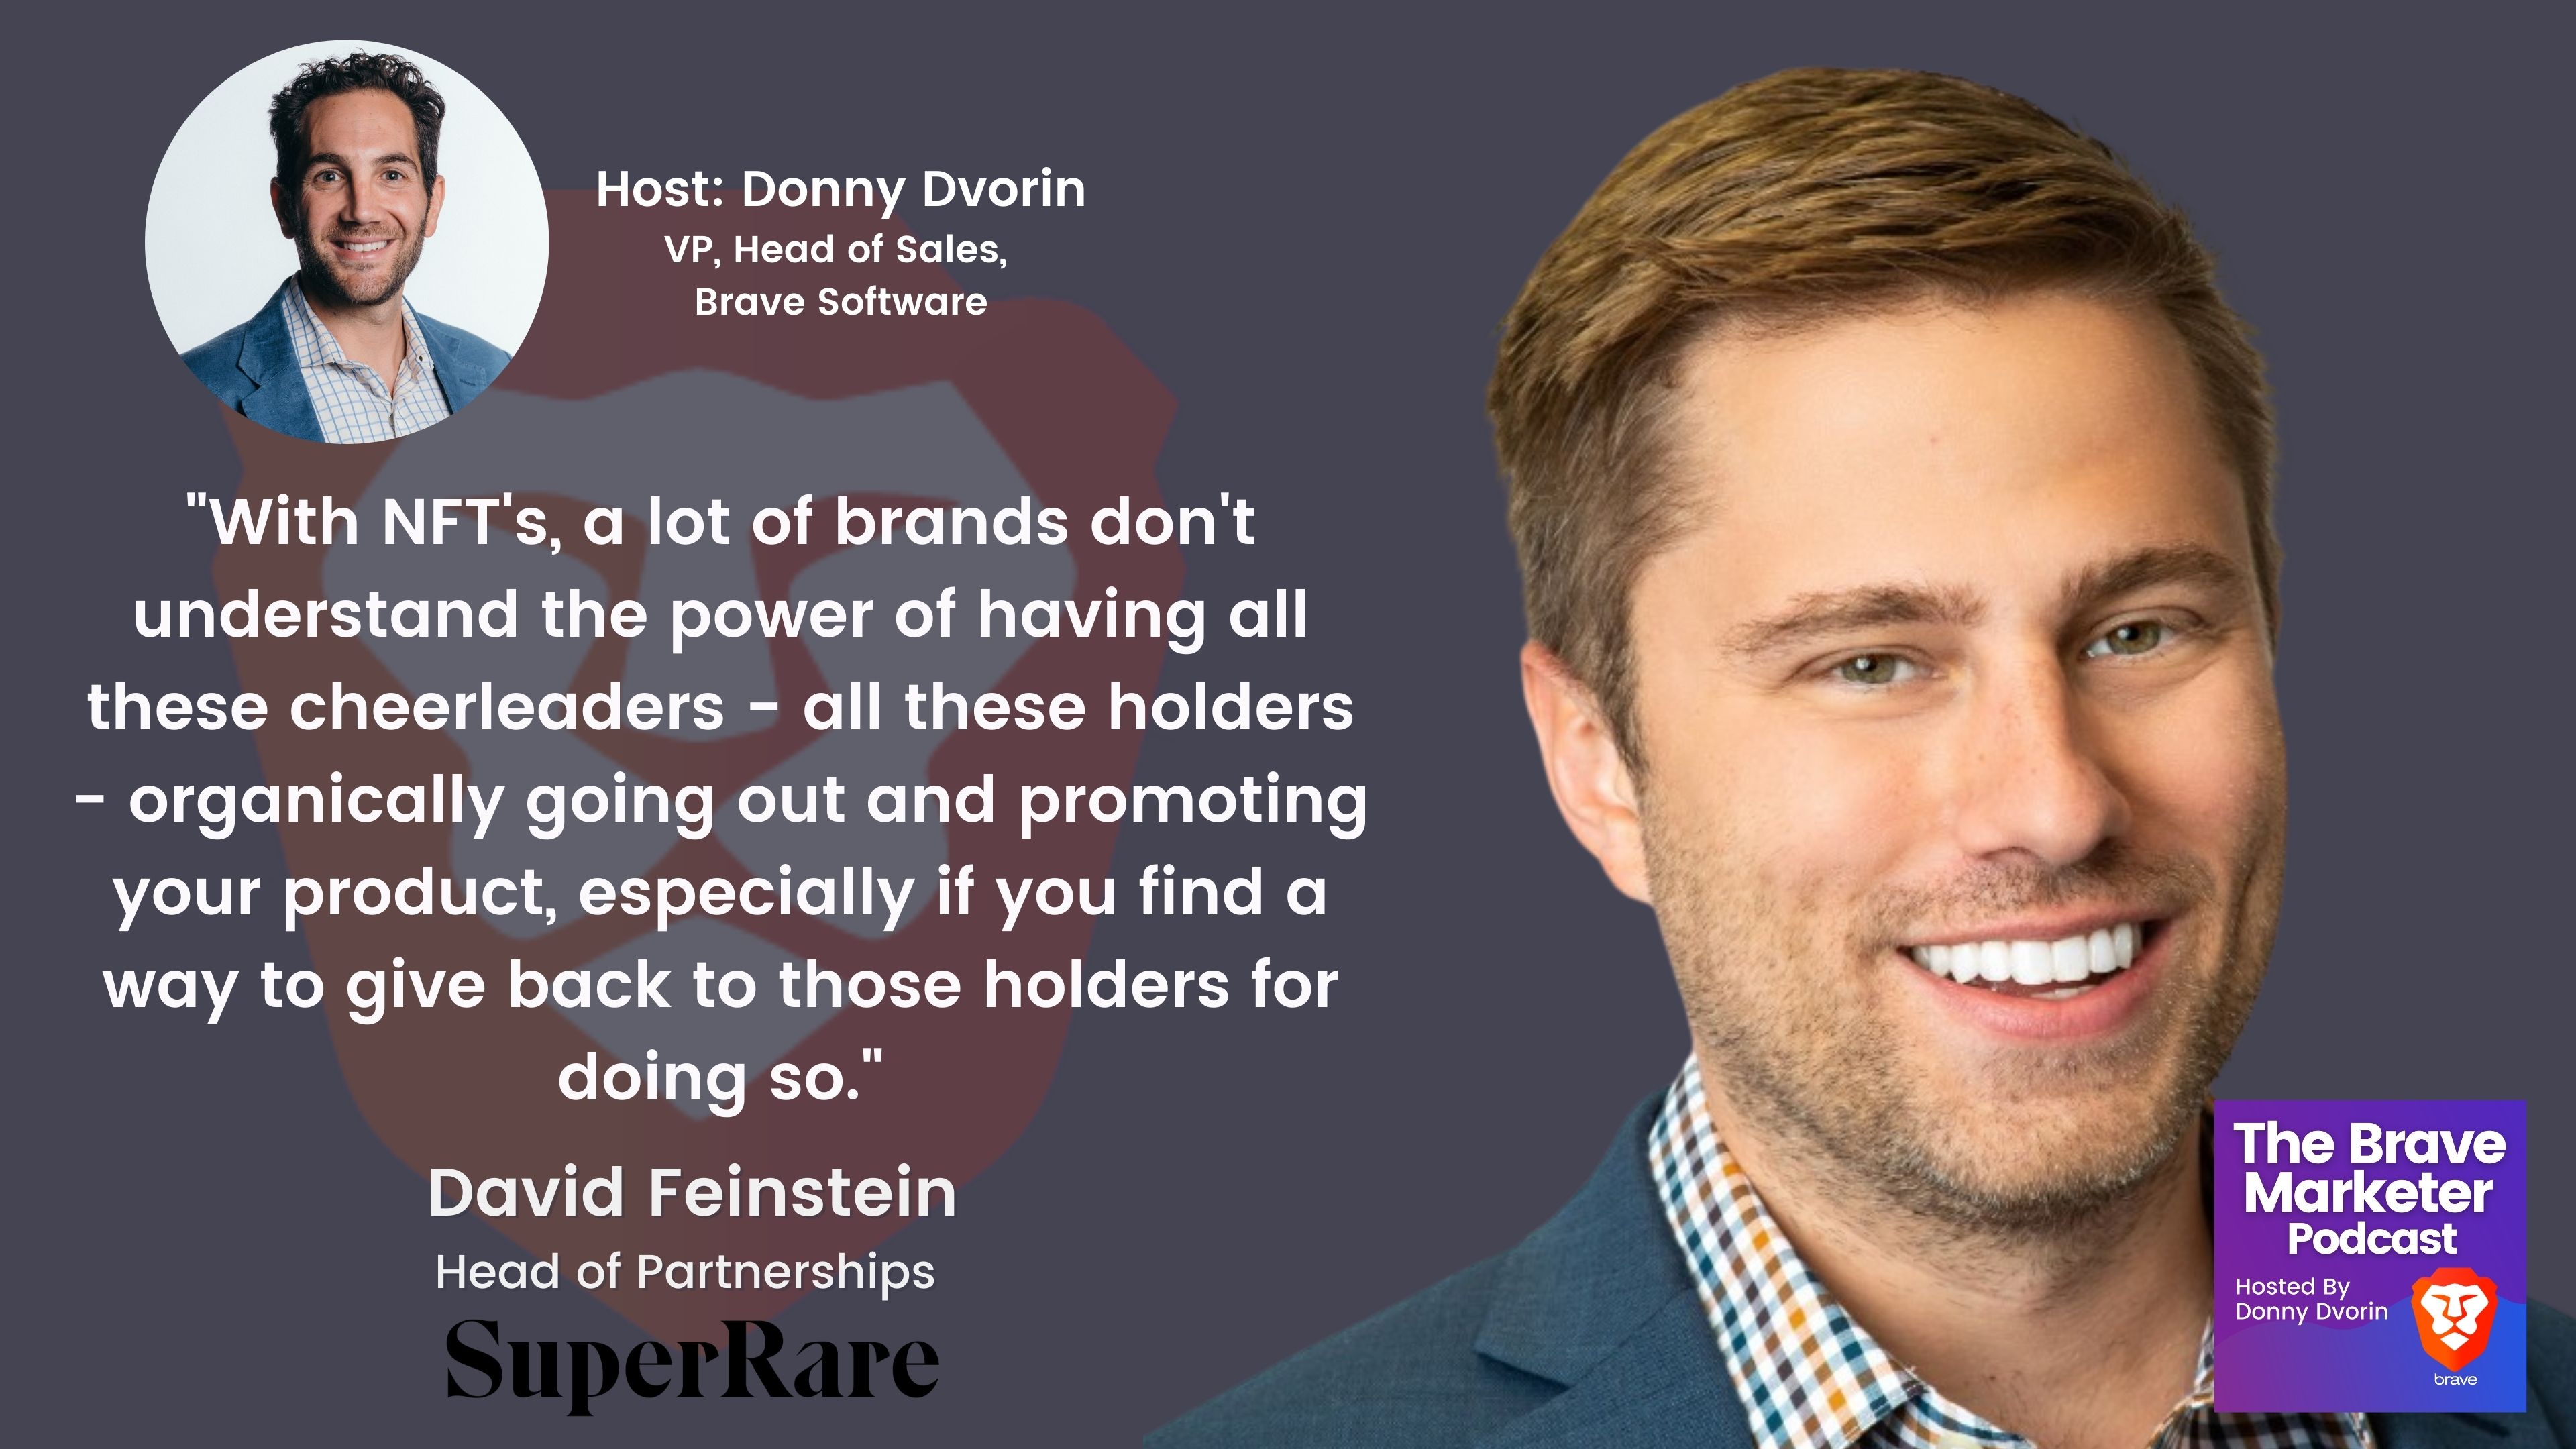 Host: Donny Dvorin
VP, Head of Sales,
Brave Software
"With NFT's, a lot of brands don't
understand the power of having all
these cheerleaders - all these holders
- organically going out and promoting
your product, especially if you find a
way to give back to those holders for
doing so."
David Feinstein
Head of Partnerships
SuperRare
The Brave
Marketer
Podcast
Hosted By
Donny Dvorin
brave